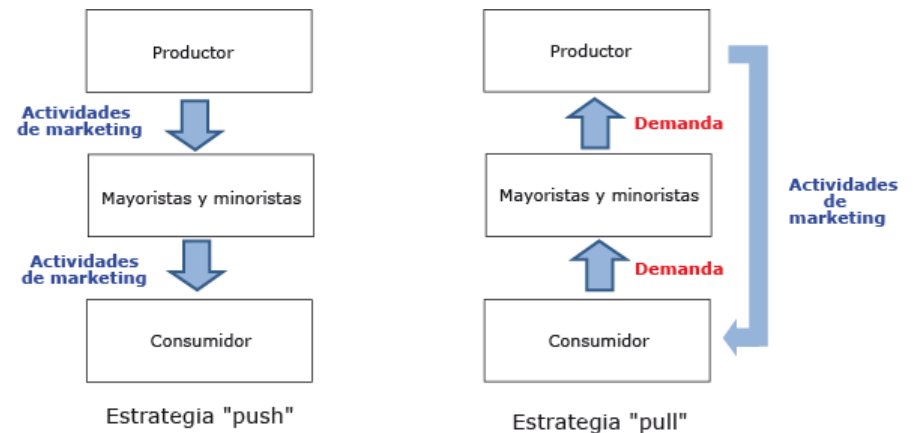 Productor
Actividades
de marketing
Mayoristas y minoristas
Actividades
de marketing
Consumidor
Estrategia "push"
Productor
Demanda
Mayoristas y minoristas
Actividades
de
marketing
Demanda
Consumidor
Estrategia "pull"